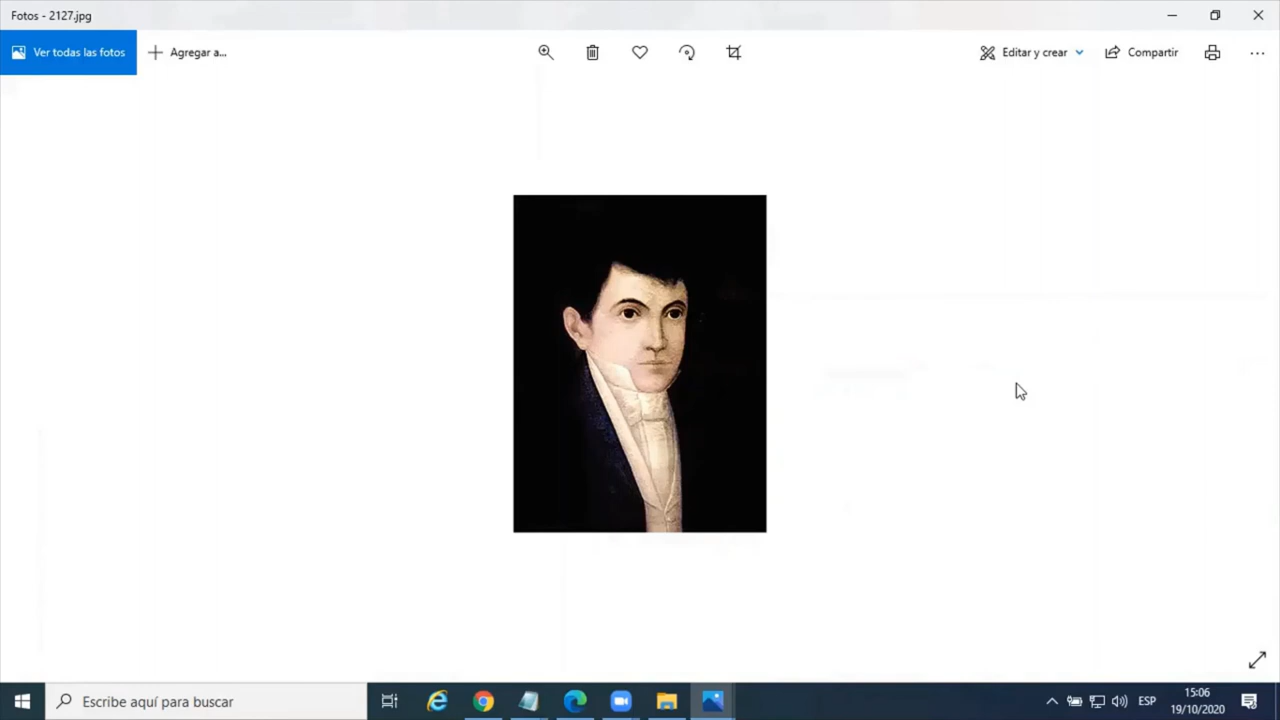 Fotos - 2127.jpg
Ver todas las fotos
Agregar a...
Editar y crear
Compartir
Escribe aquí para buscar
ESP
15:06
19/10/2020